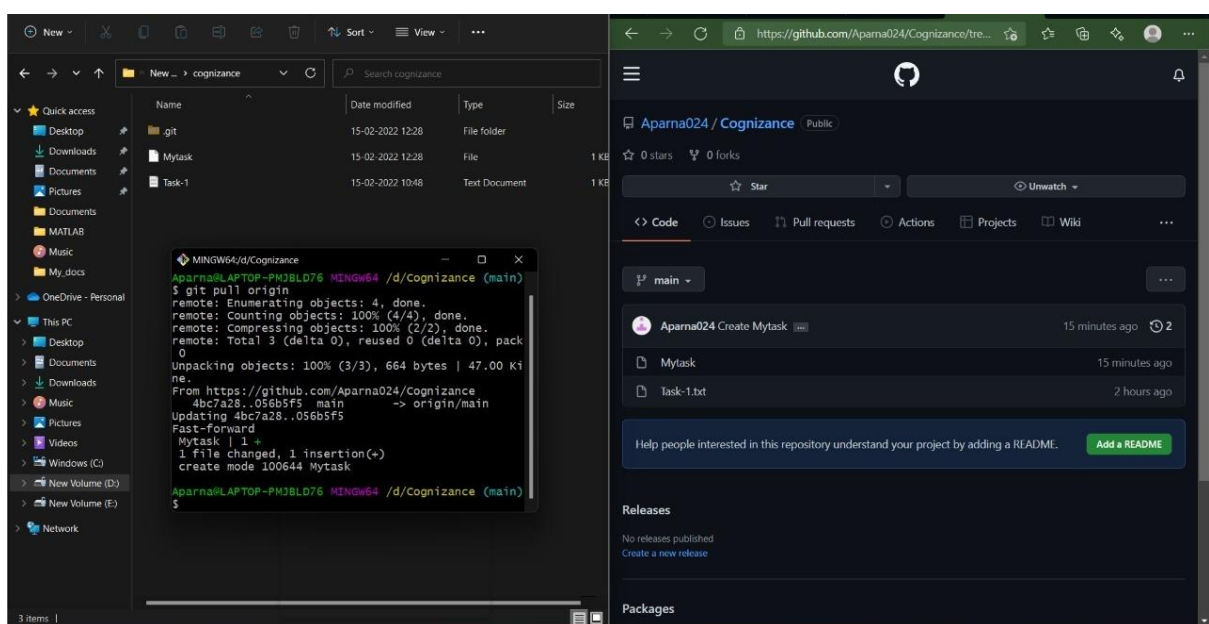 New
Sort
View
New _ > cognizance
Search cognizance
Name
Date modified
Type
Size
Quick access
Desktop
Downloads
Documents
Pictures
Documents
MATLAB
Music
My_docs
OneDrive - Personal
This PC
Desktop
Documents
Downloads
Music
Pictures
Videos
Windows (C:)
New Volume (D:)
New Volume (E:)
Network
3 items
.git 15-02-2022 12:28 File folder
Mytask 15-02-2022 12:28 File 1 KB
Task-1 15-02-2022 10:48 Text Document 1 KB
MINGW64:/d/Cognizance
Aparna@LAPTOP-PMJBLD76 MINGW64 /d/Cognizance (main)
$ git pull origin
remote: Enumerating objects: 4, done.
remote: Counting objects: 100% (4/4), done.
remote: Compressing objects: 100% (2/2), done.
remote: Total 3 (delta 0), reused 0 (delta 0), pack
0
Unpacking objects: 100% (3/3), 664 bytes | 47.00 Ki
ne.
From https://github.com/Aparna024/Cognizance
4bc7a28..056b5f5 main -> origin/main
Updating 4bc7a28..056b5f5
Fast-forward
Mytask | 1 +
1 file changed, 1 insertion(+)
create mode 100644 Mytask
Aparna@LAPTOP-PMJBLD76 MINGW64 /d/Cognizance (main)
$
https://github.com/Aparna024/Cognizance/tre...
Aparna024 / Cognizance Public
0 stars 0 forks
Star
Unwatch
Code Issues Pull requests Actions Projects Wiki
main
Aparna024 Create Mytask 15 minutes ago 2
Mytask 15 minutes ago
Task-1.txt 2 hours ago
Help people interested in this repository understand your project by adding a README. Add a README
Releases
No releases published
Create a new release
Packages